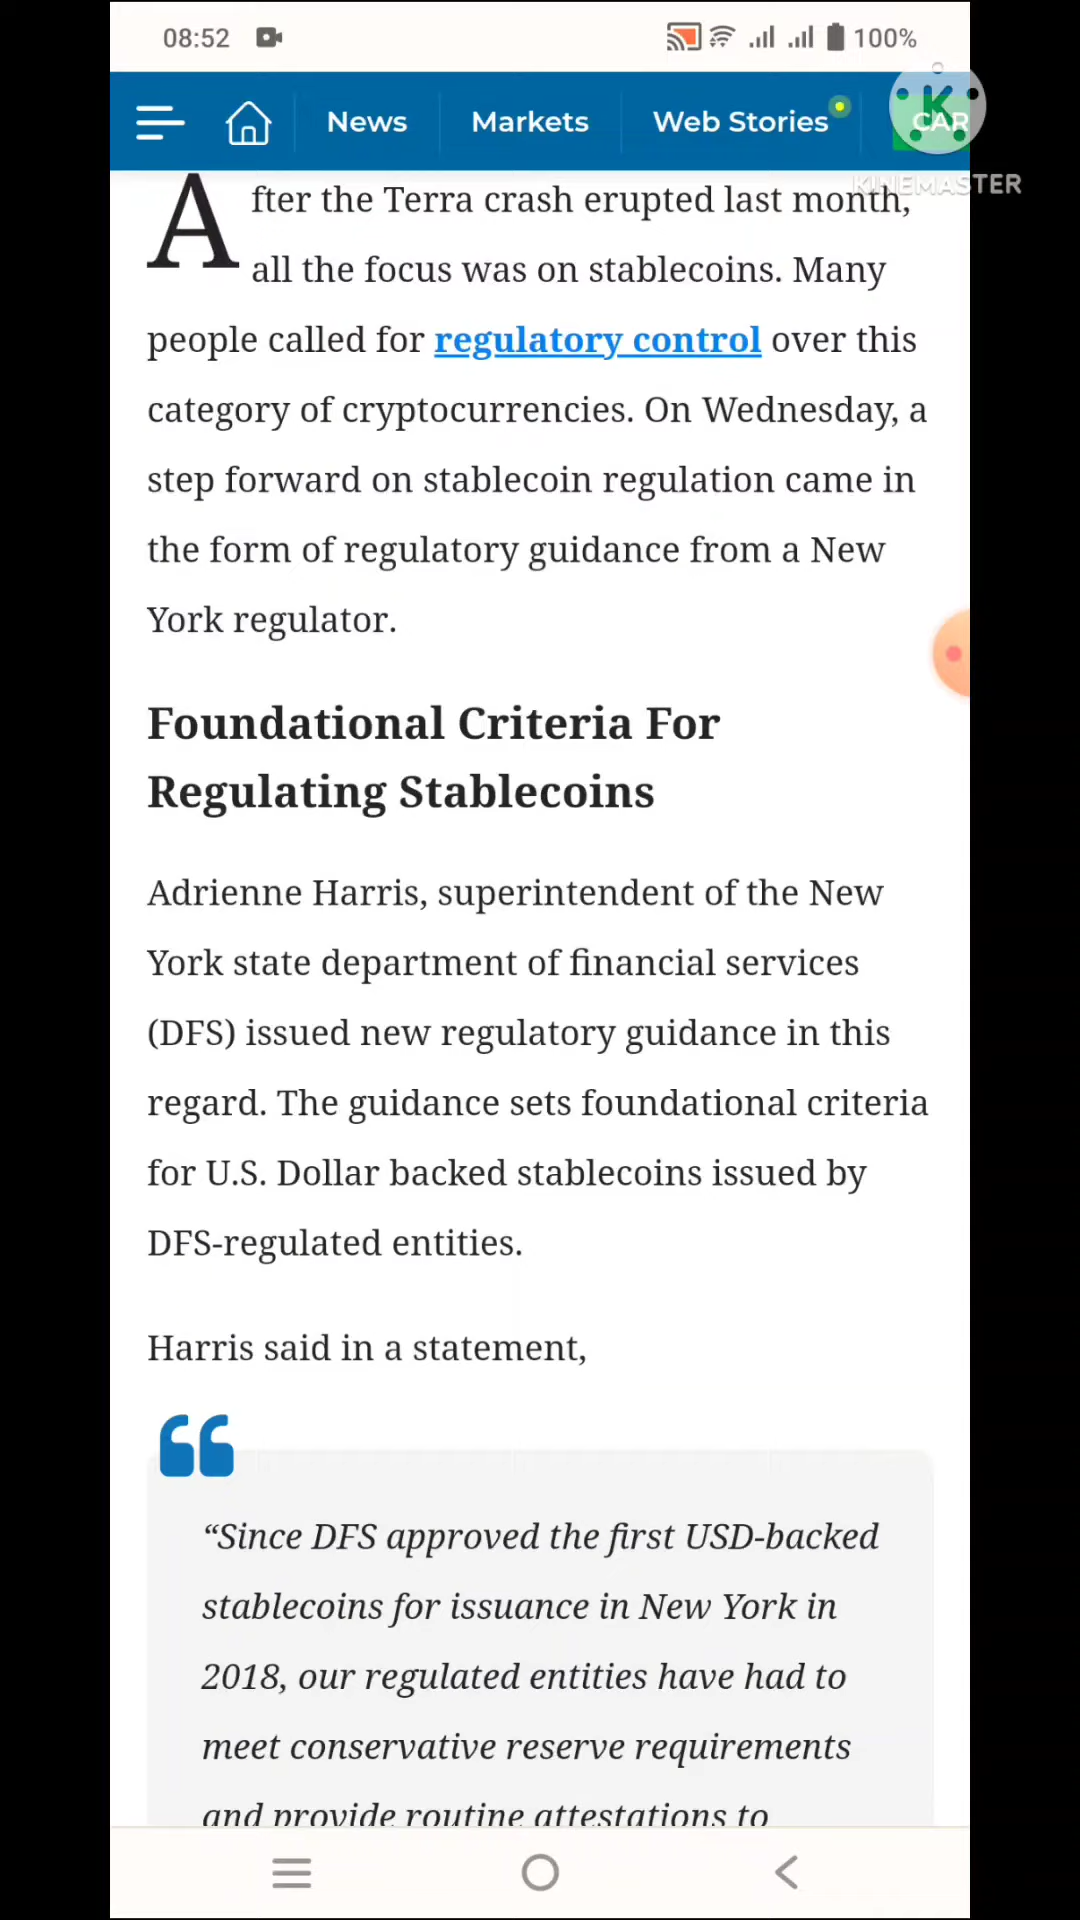 08:52
100%
News
Markets
Web Stories
CAR
KINEMASTER
After the Terra crash erupted last month,
all the focus was on stablecoins. Many
people called for regulatory control over this
category of cryptocurrencies. On Wednesday, a
step forward on stablecoin regulation came in
the form of regulatory guidance from a New
York regulator.
Foundational Criteria For
Regulating Stablecoins
Adrienne Harris, superintendent of the New
York state department of financial services
(DFS) issued new regulatory guidance in this
regard. The guidance sets foundational criteria
for U.S. Dollar backed stablecoins issued by
DFS-regulated entities.
Harris said in a statement,
“Since DFS approved the first USD-backed
stablecoins for issuance in New York in
2018, our regulated entities have had to
meet conservative reserve requirements
and provide routine attestations to